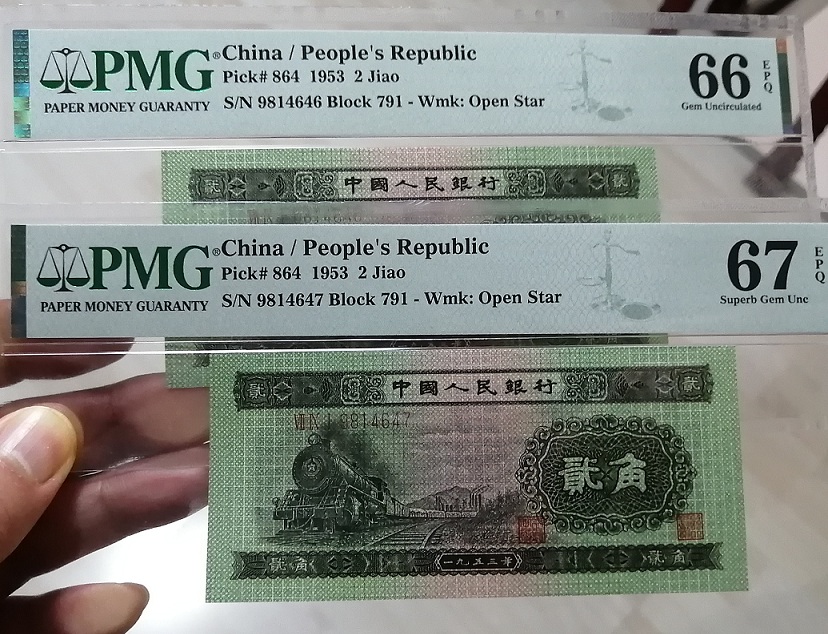 PMG® China / People's Republic
PAPER MONEY GUARANTY
Pick# 864 1953 2 Jiao
S/N 9814646 Block 791 - Wmk: Open Star
66 EPQ
Gem Uncirculated
貳 中國人民銀行 貳
PMG® China / People's Republic
PAPER MONEY GUARANTY
Pick# 864 1953 2 Jiao
S/N 9814647 Block 791 - Wmk: Open Star
67 EPQ
Superb Gem Unc
貳 中國人民銀行 貳
9814647
貳角
貳角 一九五三年 貳角